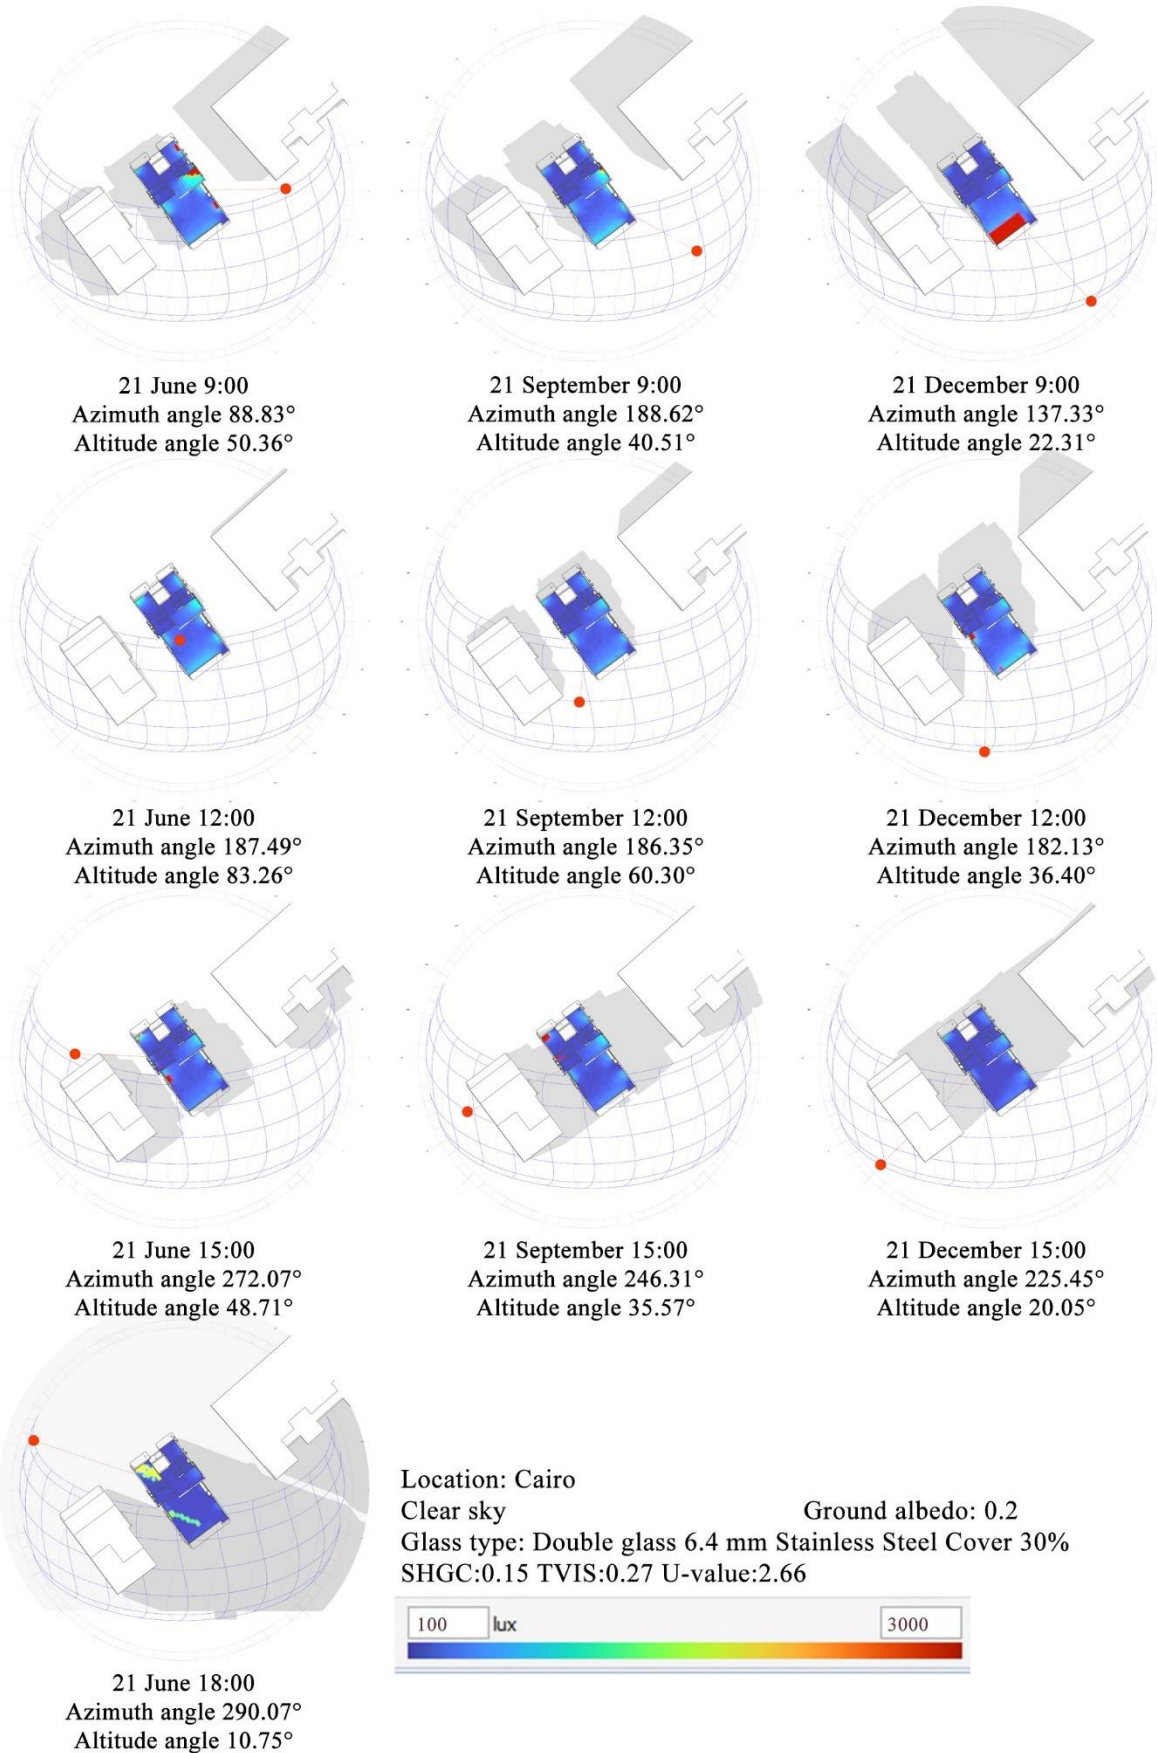 21 June 9:00
Azimuth angle 88.83°
Altitude angle 50.36°
21 September 9:00
Azimuth angle 188.62°
Altitude angle 40.51°
21 December 9:00
Azimuth angle 137.33°
Altitude angle 22.31°
21 June 12:00
Azimuth angle 187.49°
Altitude angle 83.26°
21 September 12:00
Azimuth angle 186.35°
Altitude angle 60.30°
21 December 12:00
Azimuth angle 182.13°
Altitude angle 36.40°
21 June 15:00
Azimuth angle 272.07°
Altitude angle 48.71°
21 September 15:00
Azimuth angle 246.31°
Altitude angle 35.57°
21 December 15:00
Azimuth angle 225.45°
Altitude angle 20.05°
21 June 18:00
Azimuth angle 290.07°
Altitude angle 10.75°
Location: Cairo
Clear sky Ground albedo: 0.2
Glass type: Double glass 6.4 mm Stainless Steel Cover 30%
SHGC:0.15 TVIS:0.27 U-value:2.66
100 lux 3000